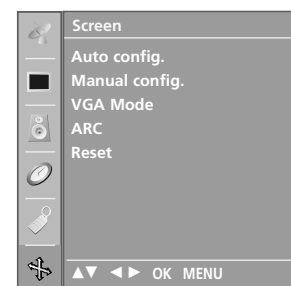 Screen
Auto config.
Manual config.
VGA Mode
ARC
Reset
▲▼ ◄► OK MENU